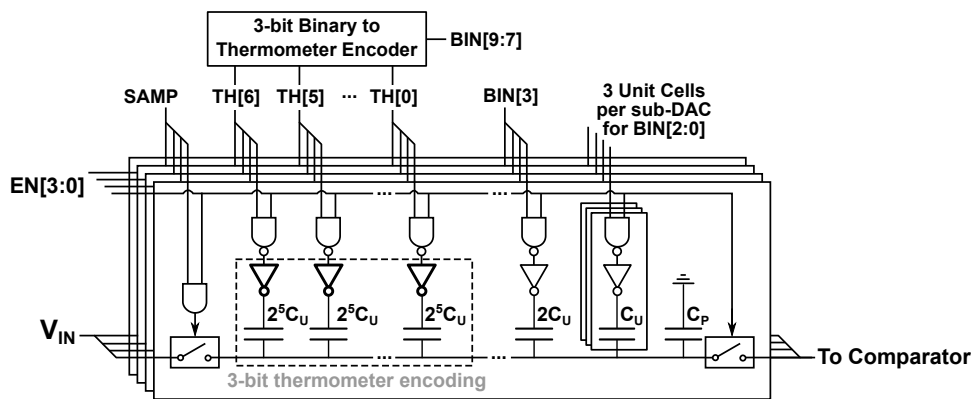 3-bit Binary to
Thermometer Encoder
BIN[9:7]
SAMP
TH[6]
TH[5]
...
TH[0]
BIN[3]
3 Unit Cells
per sub-DAC
for BIN[2:0]
EN[3:0]
...
...
2⁵C_U
2⁵C_U
2⁵C_U
2C_U
C_U
C_P
V_IN
...
...
To Comparator
3-bit thermometer encoding